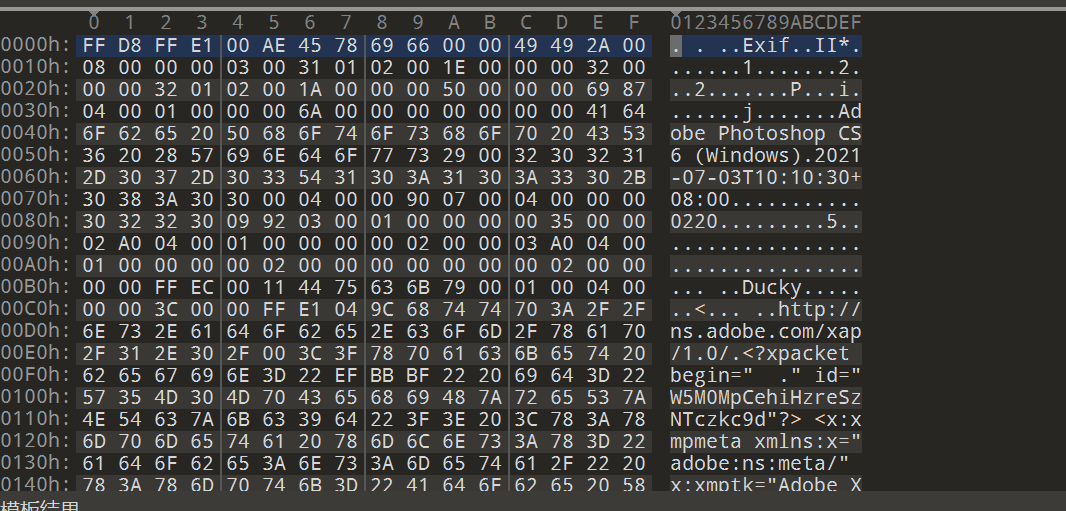 0 1 2 3 4 5 6 7 8 9 A B C D E F 0123456789ABCDEF
0000h: FF D8 FF E1 00 AE 45 78 69 66 00 00 49 49 2A 00 . . ..Exif..II*.
0010h: 08 00 00 00 03 00 31 01 02 00 1E 00 00 00 32 00 ......1.......2.
0020h: 00 00 32 01 02 00 1A 00 00 00 50 00 00 00 69 87 ..2.......P...i.
0030h: 04 00 01 00 00 00 6A 00 00 00 00 00 00 00 41 64 ......j.......Ad
0040h: 6F 62 65 20 50 68 6F 74 6F 73 68 6F 70 20 43 53 obe Photoshop CS
0050h: 36 20 28 57 69 6E 64 6F 77 73 29 00 32 30 32 31 6 (Windows).2021
0060h: 2D 30 37 2D 30 33 54 31 30 3A 31 30 3A 33 30 2B -07-03T10:10:30+
0070h: 30 38 3A 30 30 00 04 00 00 90 07 00 04 00 00 00 08:00...........
0080h: 30 32 32 30 09 92 03 00 01 00 00 00 35 00 00 00 0220........5...
0090h: 02 A0 04 00 01 00 00 00 00 02 00 00 03 A0 04 00 ................
00A0h: 01 00 00 00 00 02 00 00 00 00 00 00 00 02 00 00 ................
00B0h: 00 00 FF EC 00 11 44 75 63 6B 79 00 01 00 04 00 .. ...Ducky.....
00C0h: 00 00 3C 00 00 FF E1 04 9C 68 74 74 70 3A 2F 2F ..<.. ...http://
00D0h: 6E 73 2E 61 64 6F 62 65 2E 63 6F 6D 2F 78 61 70 ns.adobe.com/xap
00E0h: 2F 31 2E 30 2F 00 3C 3F 78 70 61 63 6B 65 74 20 /1.0/.<?xpacket
00F0h: 62 65 67 69 6E 3D 22 EF BB BF 22 20 69 64 3D 22 begin="  ." id="
0100h: 57 35 4D 30 4D 70 43 65 68 69 48 7A 72 65 53 7A W5M0MpCehiHzreSz
0110h: 4E 54 63 7A 6B 63 39 64 22 3F 3E 20 3C 78 3A 78 NTczkc9d"?> <x:x
0120h: 6D 70 6D 65 74 61 20 78 6D 6C 6E 73 3A 78 3D 22 mpmeta xmlns:x="
0130h: 61 64 6F 62 65 3A 6E 73 3A 6D 65 74 61 2F 22 20 adobe:ns:meta/"
0140h: 78 3A 78 6D 70 74 6B 3D 22 41 64 6F 62 65 20 58 x:xmptk="Adobe X
模板结果